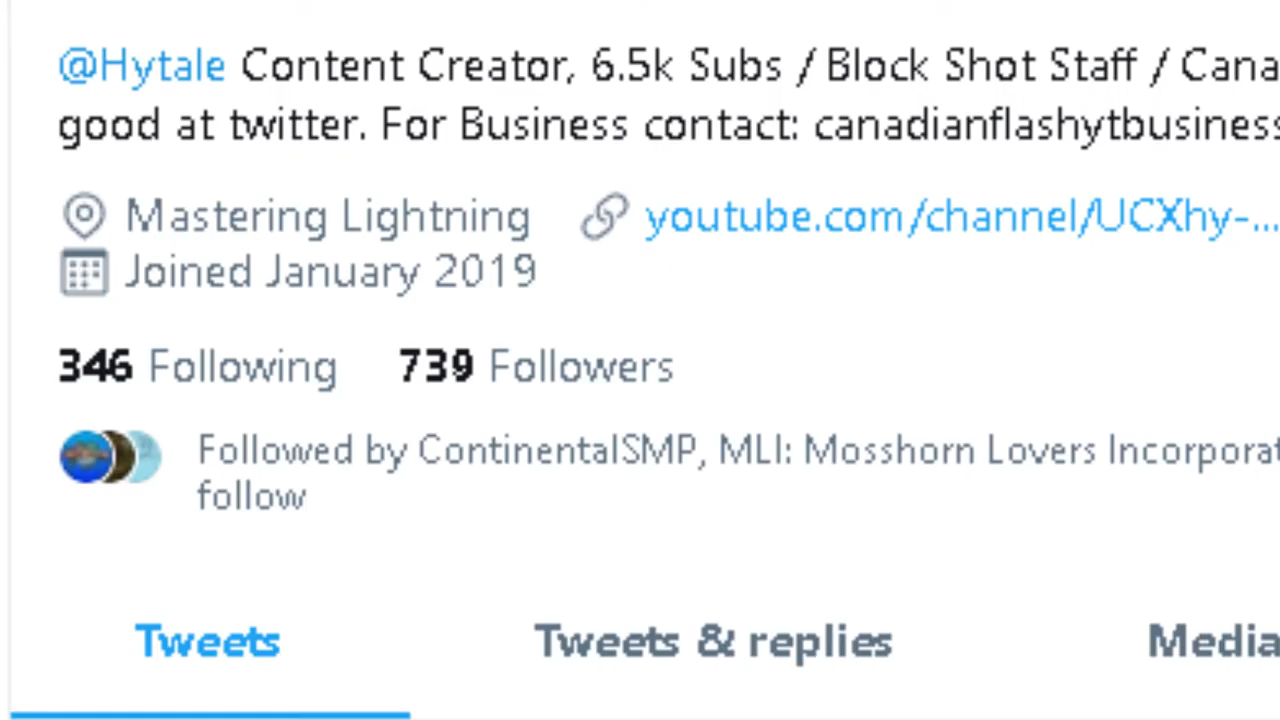 @Hytale Content Creator, 6.5k Subs / Block Shot Staff / Cana
good at twitter. For Business contact: canadianflashytbusiness
Mastering Lightning youtube.com/channel/UCXhy-...
Joined January 2019
346 Following 739 Followers
Followed by ContinentalSMP, MLI: Mosshorn Lovers Incorporat
follow
Tweets Tweets & replies Media